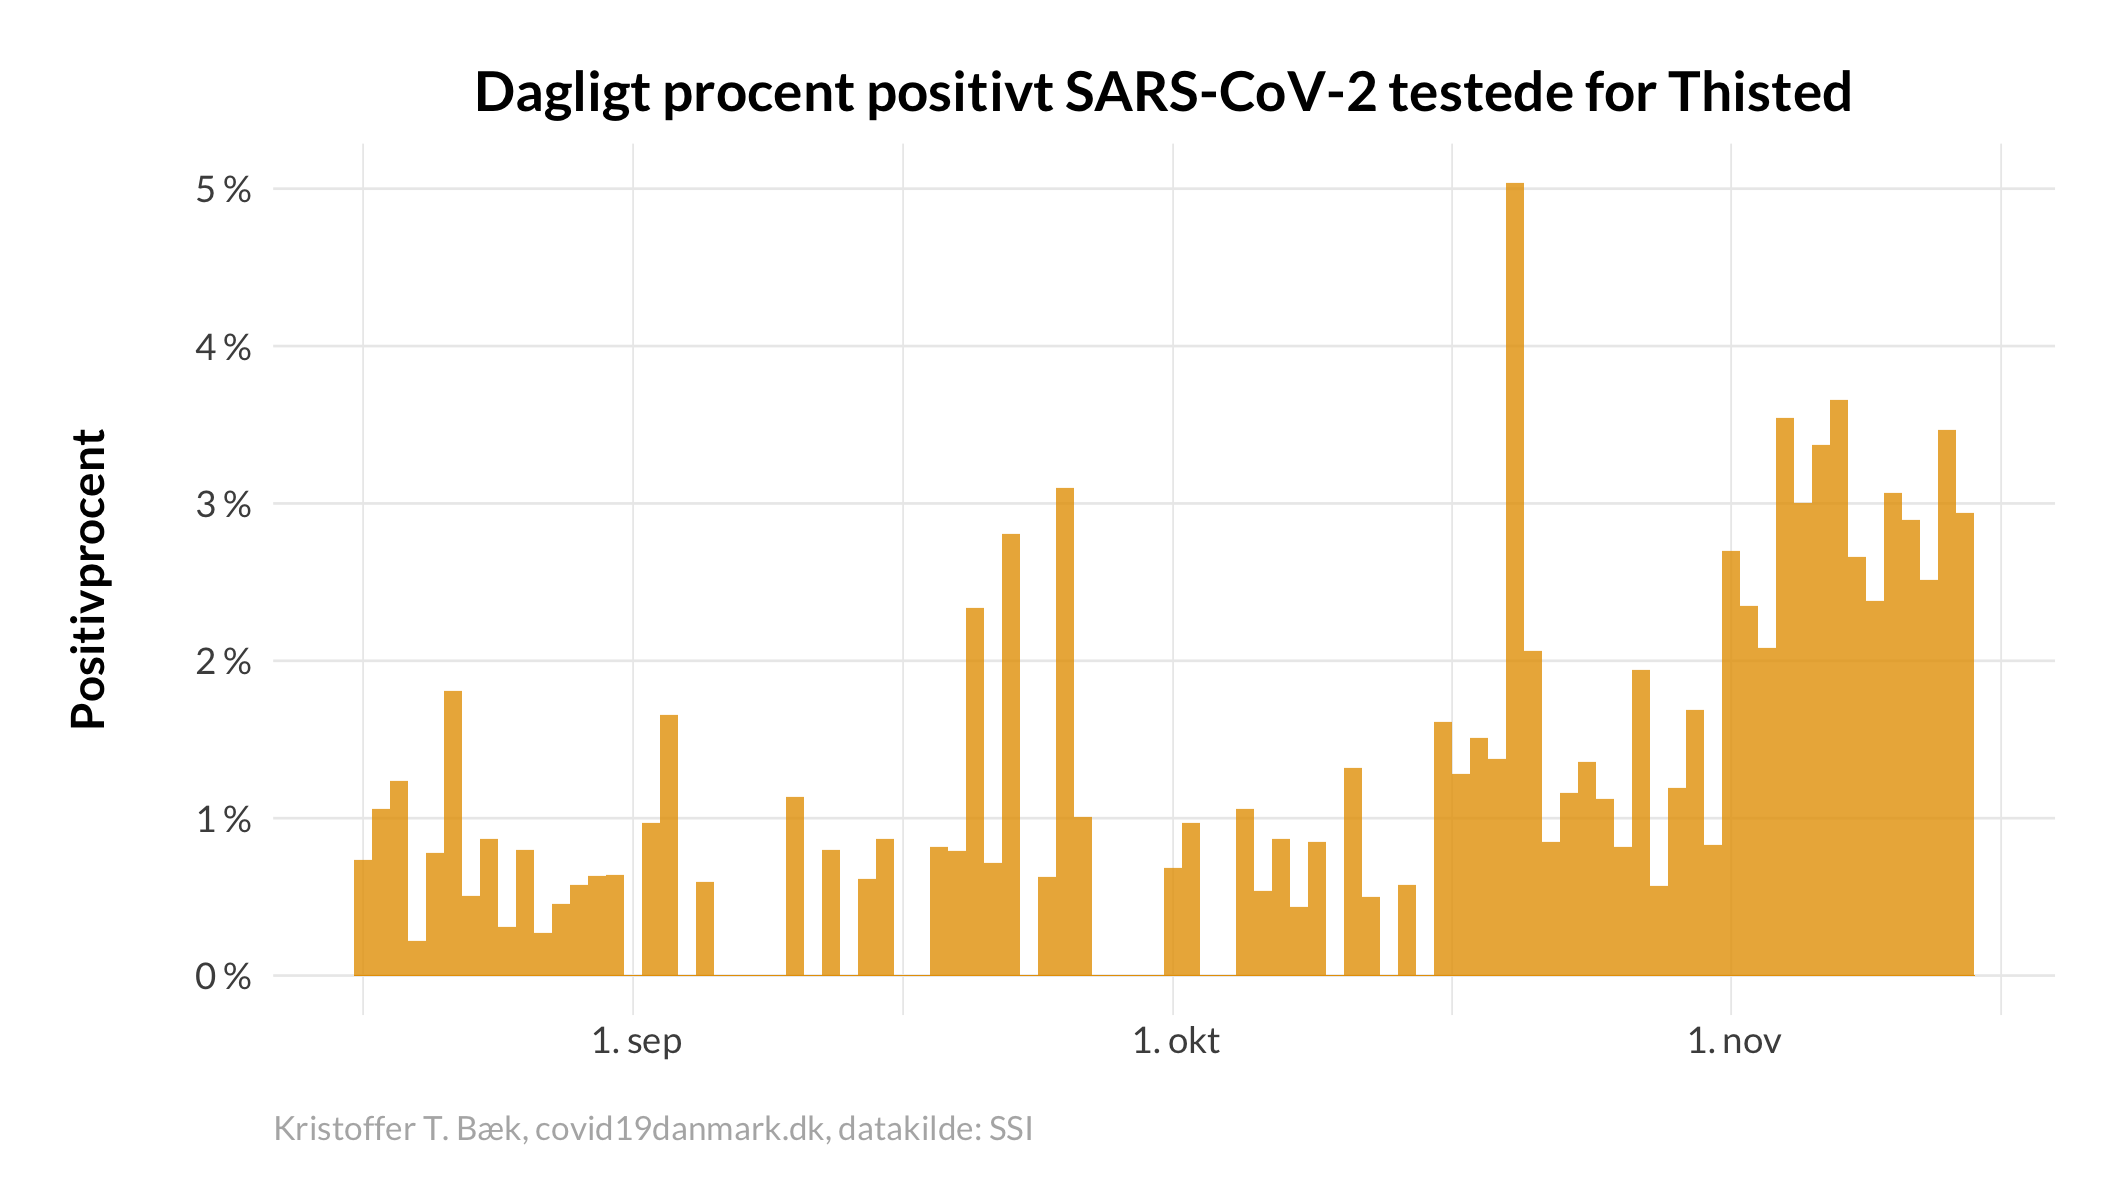 Dagligt procent positivt SARS-CoV-2 testede for Thisted
Positivprocent
5 %
4 %
3 %
2 %
1 %
0 %
1. sep
1. okt
1. nov
Kristoffer T. Bæk, covid19danmark.dk, datakilde: SSI